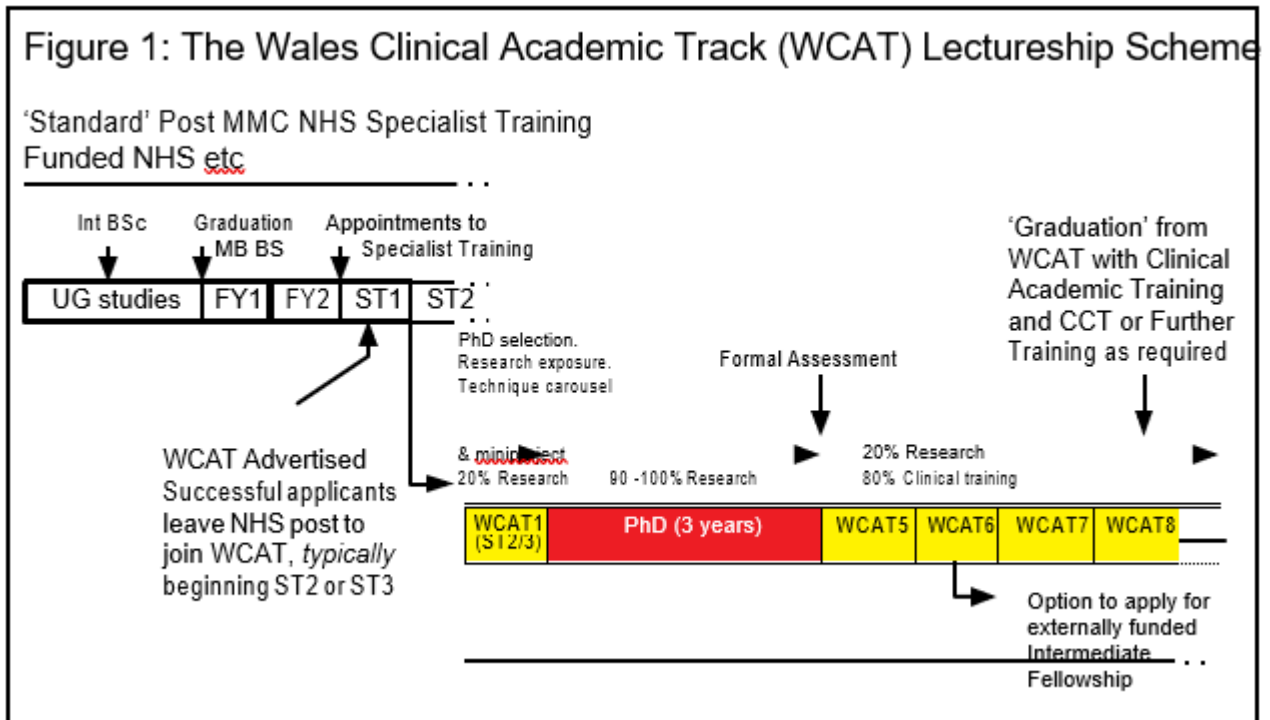 Figure 1: The Wales Clinical Academic Track (WCAT) Lectureship Scheme
‘Standard’ Post MMC NHS Specialist Training
Funded NHS etc
Int BSc
Graduation
MB BS
Appointments to
Specialist Training
UG studies
FY1
FY2
ST1
ST2
PhD selection.
Research exposure.
Technique carousel
& miniproject
20% Research
90 -100% Research
Formal Assessment
20% Research
80% Clinical training
‘Graduation’ from
WCAT with Clinical
Academic Training
and CCT or Further
Training as required
WCAT Advertised
Successful applicants
leave NHS post to
join WCAT, typically
beginning ST2 or ST3
WCAT1
(ST2/3)
PhD (3 years)
WCAT5
WCAT6
WCAT7
WCAT8
Option to apply for
externally funded
Intermediate
Fellowship